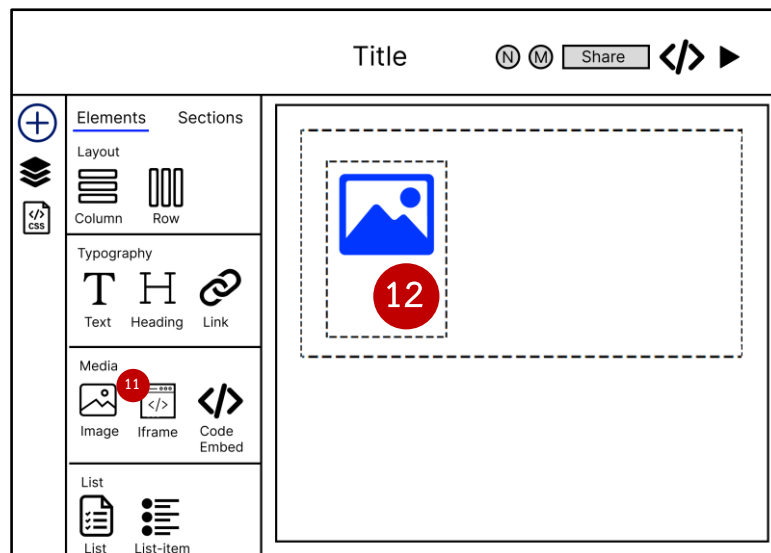 Title
N M Share </>
Elements Sections
Layout
Column Row
</>
CSS
Typography
T H
Text Heading Link
Media
11
</> </>
Image Iframe Code
Embed
12
List
List List-item